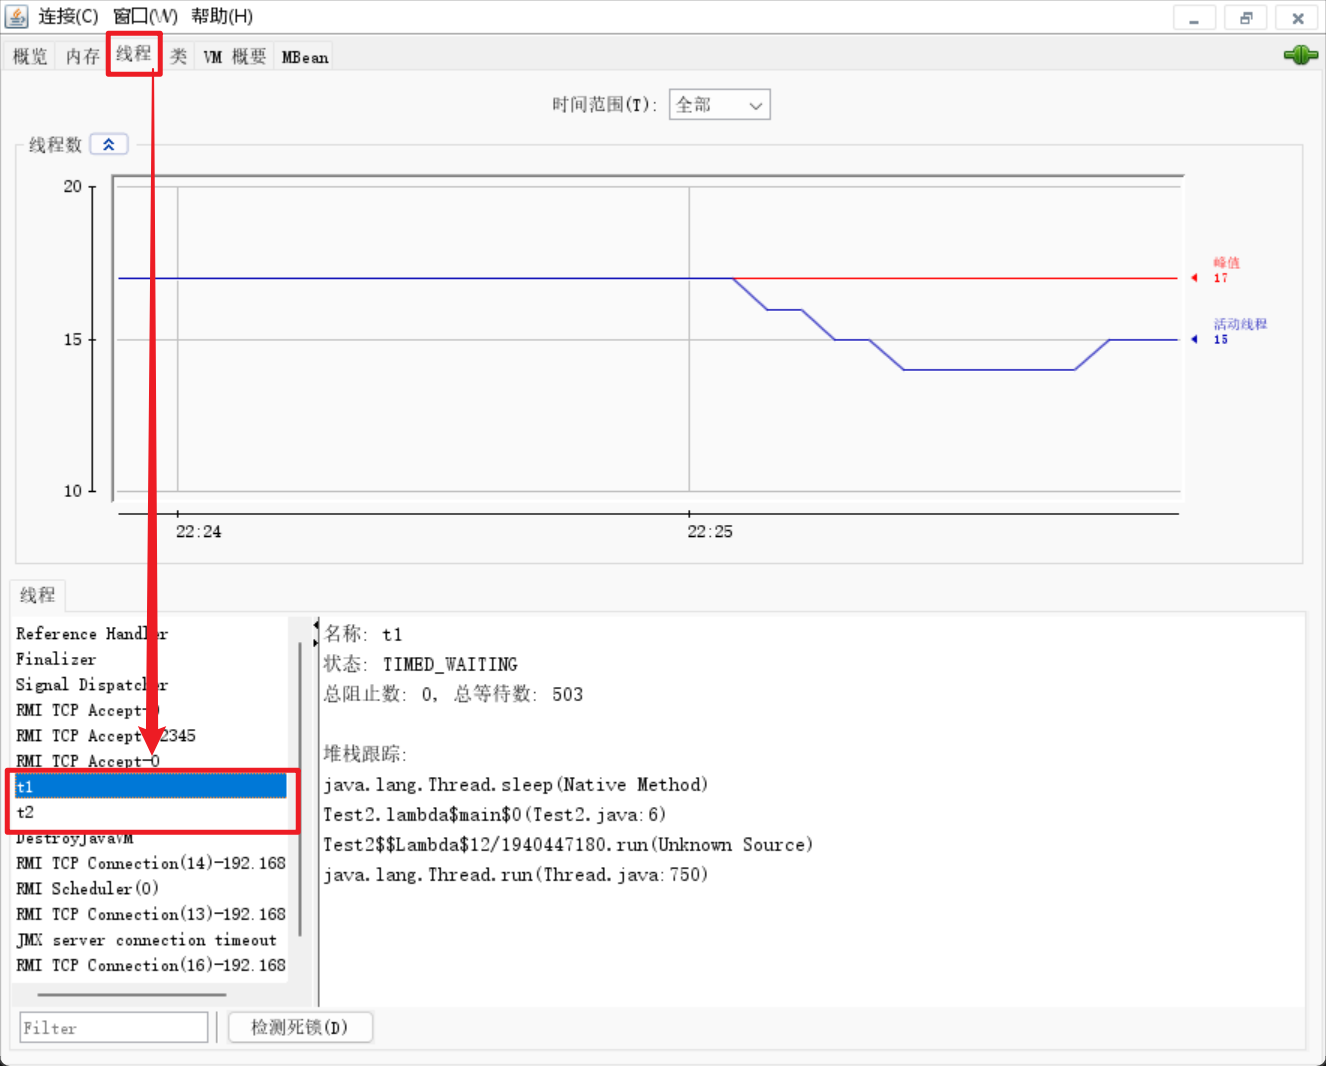 连接(C) 窗口(W) 帮助(H)
概览 内存 线程 类 VM 概要 MBean
时间范围(T): 全部
线程数
20
15
10
峰值
17
活动线程
15
22:24 22:25
线程
Reference Handler
Finalizer
Signal Dispatcher
RMI TCP Accept-0
RMI TCP Accept-12345
RMI TCP Accept-0
t1
t2
DestroyJavaVM
RMI TCP Connection(14)-192.168
RMI Scheduler(0)
RMI TCP Connection(13)-192.168
JMX server connection timeout
RMI TCP Connection(16)-192.168
名称: t1
状态: TIMED_WAITING
总阻止数: 0, 总等待数: 503
堆栈跟踪:
java.lang.Thread.sleep(Native Method)
Test2.lambda$main$0(Test2.java:6)
Test2$$Lambda$12/1940447180.run(Unknown Source)
java.lang.Thread.run(Thread.java:750)
Filter 检测死锁(D)